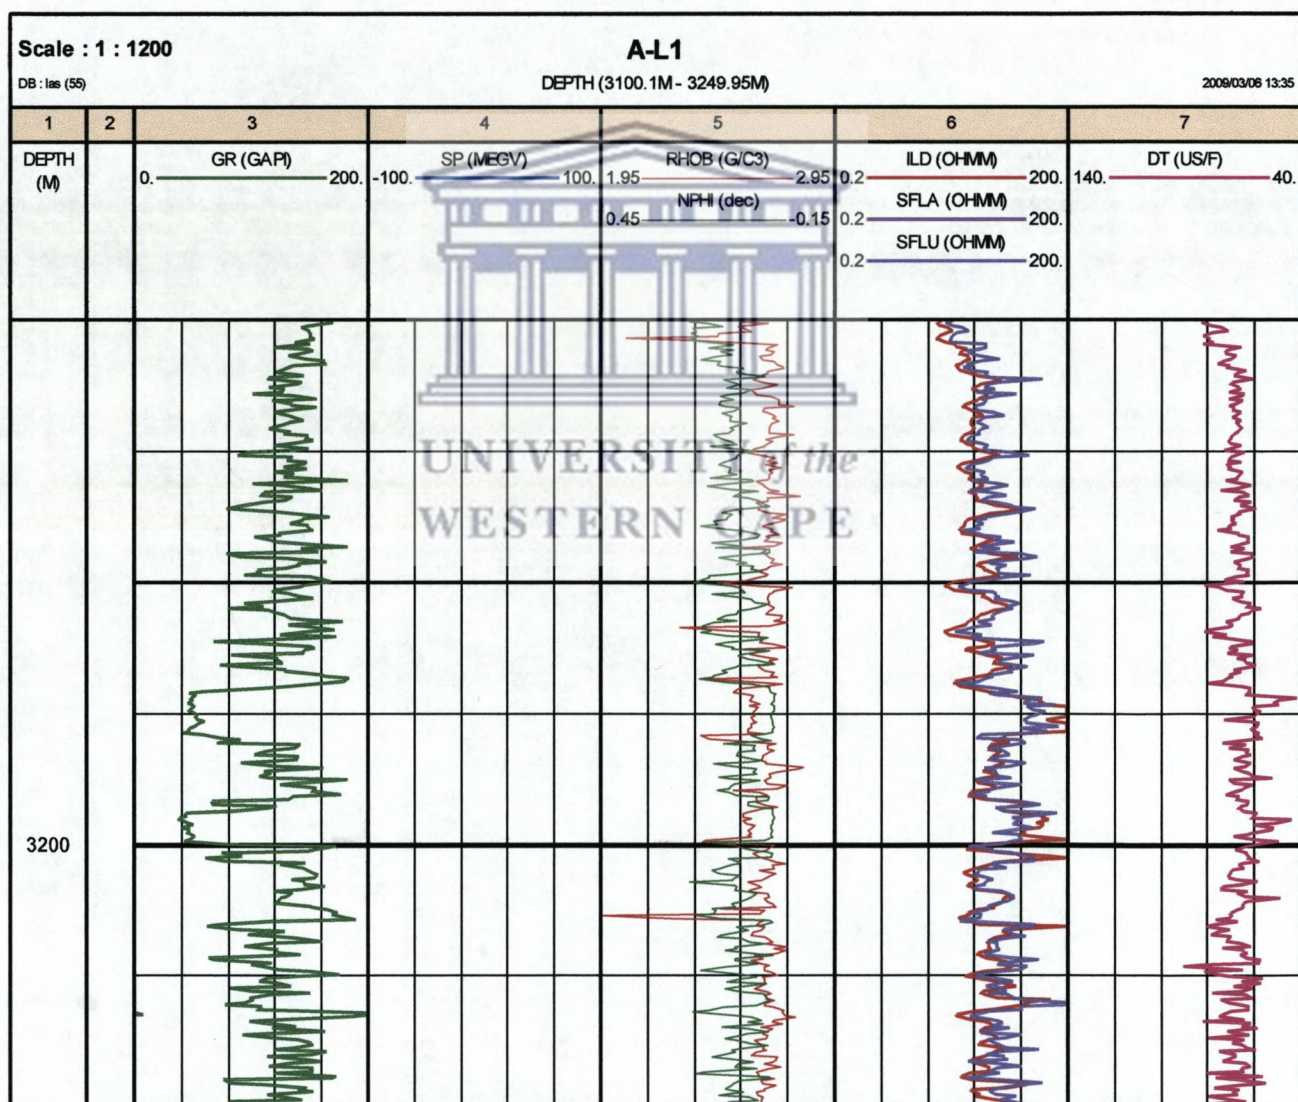 Scale : 1 : 1200
A-L1
DB : las (55)
DEPTH (3100.1M - 3249.95M)
2009/03/06 13:35
1 2 3 4 5 6 7
DEPTH (M)
GR (GAPI)
0. 200.
SP (MEGV)
-100. 100.
RHOB (G/C3)
1.95 2.95
NPHI (dec)
0.45 -0.15
ILD (OHMM)
0.2 200.
SFLA (OHMM)
0.2 200.
SFLU (OHMM)
0.2 200.
DT (US/F)
140. 40.
UNIVERSITY of the
WESTERN CAPE
3200